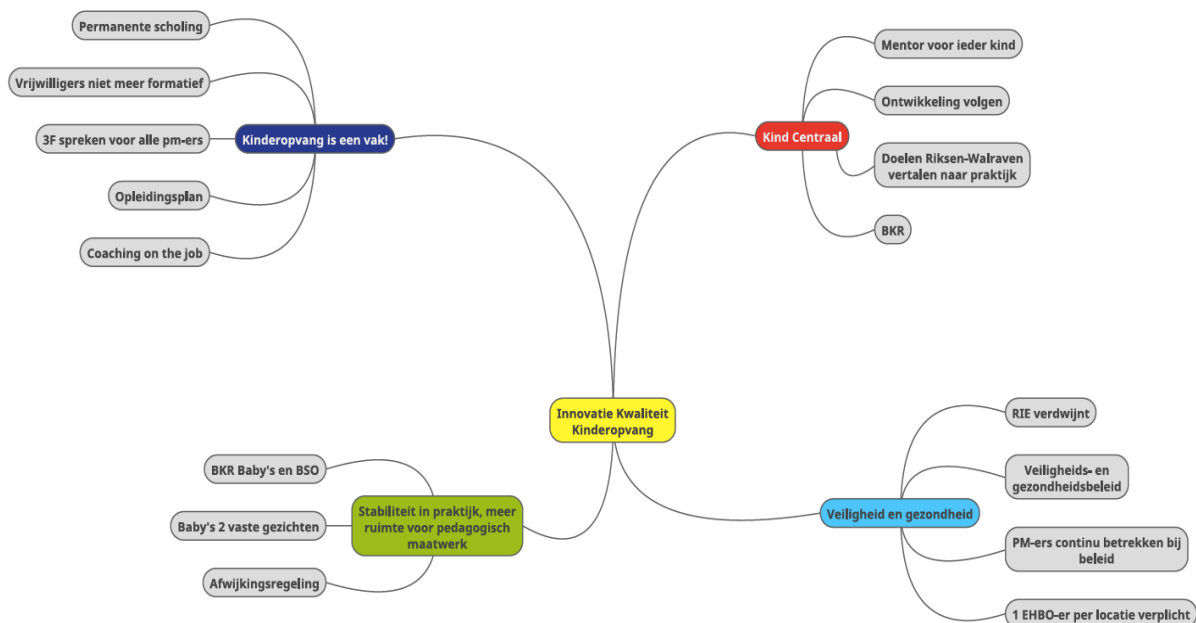 Permanente scholing
Vrijwilligers niet meer formatief
3F spreken voor alle pm-ers
Opleidingsplan
Coaching on the job
Kinderopvang is een vak!
Kind Centraal
Mentor voor ieder kind
Ontwikkeling volgen
Doelen Riksen-Walraven
vertalen naar praktijk
BKR
Innovatie Kwaliteit
Kinderopvang
BKR Baby's en BSO
Baby's 2 vaste gezichten
Afwijkingsregeling
Stabiliteit in praktijk, meer
ruimte voor pedagogisch
maatwerk
Veiligheid en gezondheid
RIE verdwijnt
Veiligheids- en
gezondheidsbeleid
PM-ers continu betrekken bij
beleid
1 EHBO-er per locatie verplicht